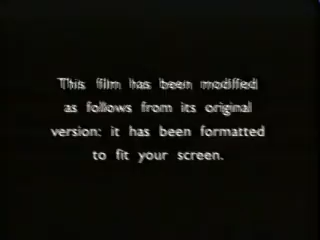 This film has been modified
as follows from its original
version: it has been formatted
to fit your screen.